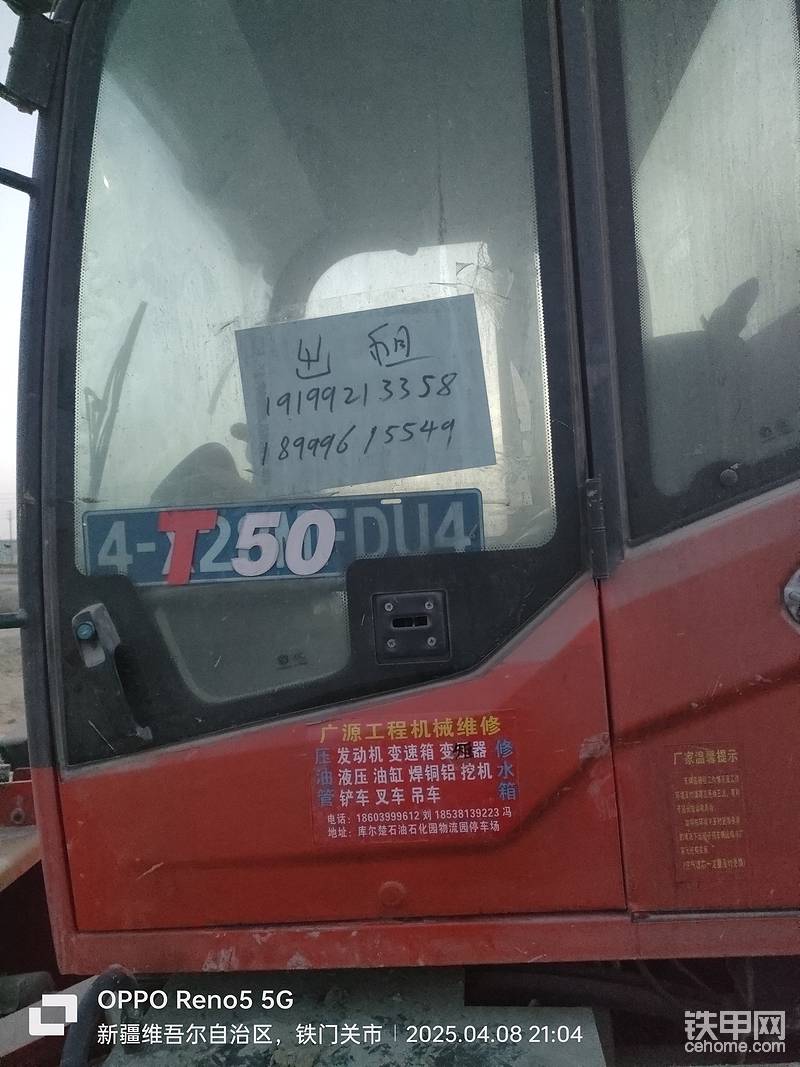 出租
19199213358
18999615549
T50
广源工程机械维修
压油管
发动机 变速箱 变矩器
液压 油缸 焊铜铝 挖机
铲车 叉车 吊车
修水箱
电话：18603999612 刘 18538139223 冯
地址：库尔楚石油石化园物流园停车场
厂家温馨提示
OPPO Reno5 5G
新疆维吾尔自治区，铁门关市 | 2025.04.08 21:04
铁甲网
cehome.com